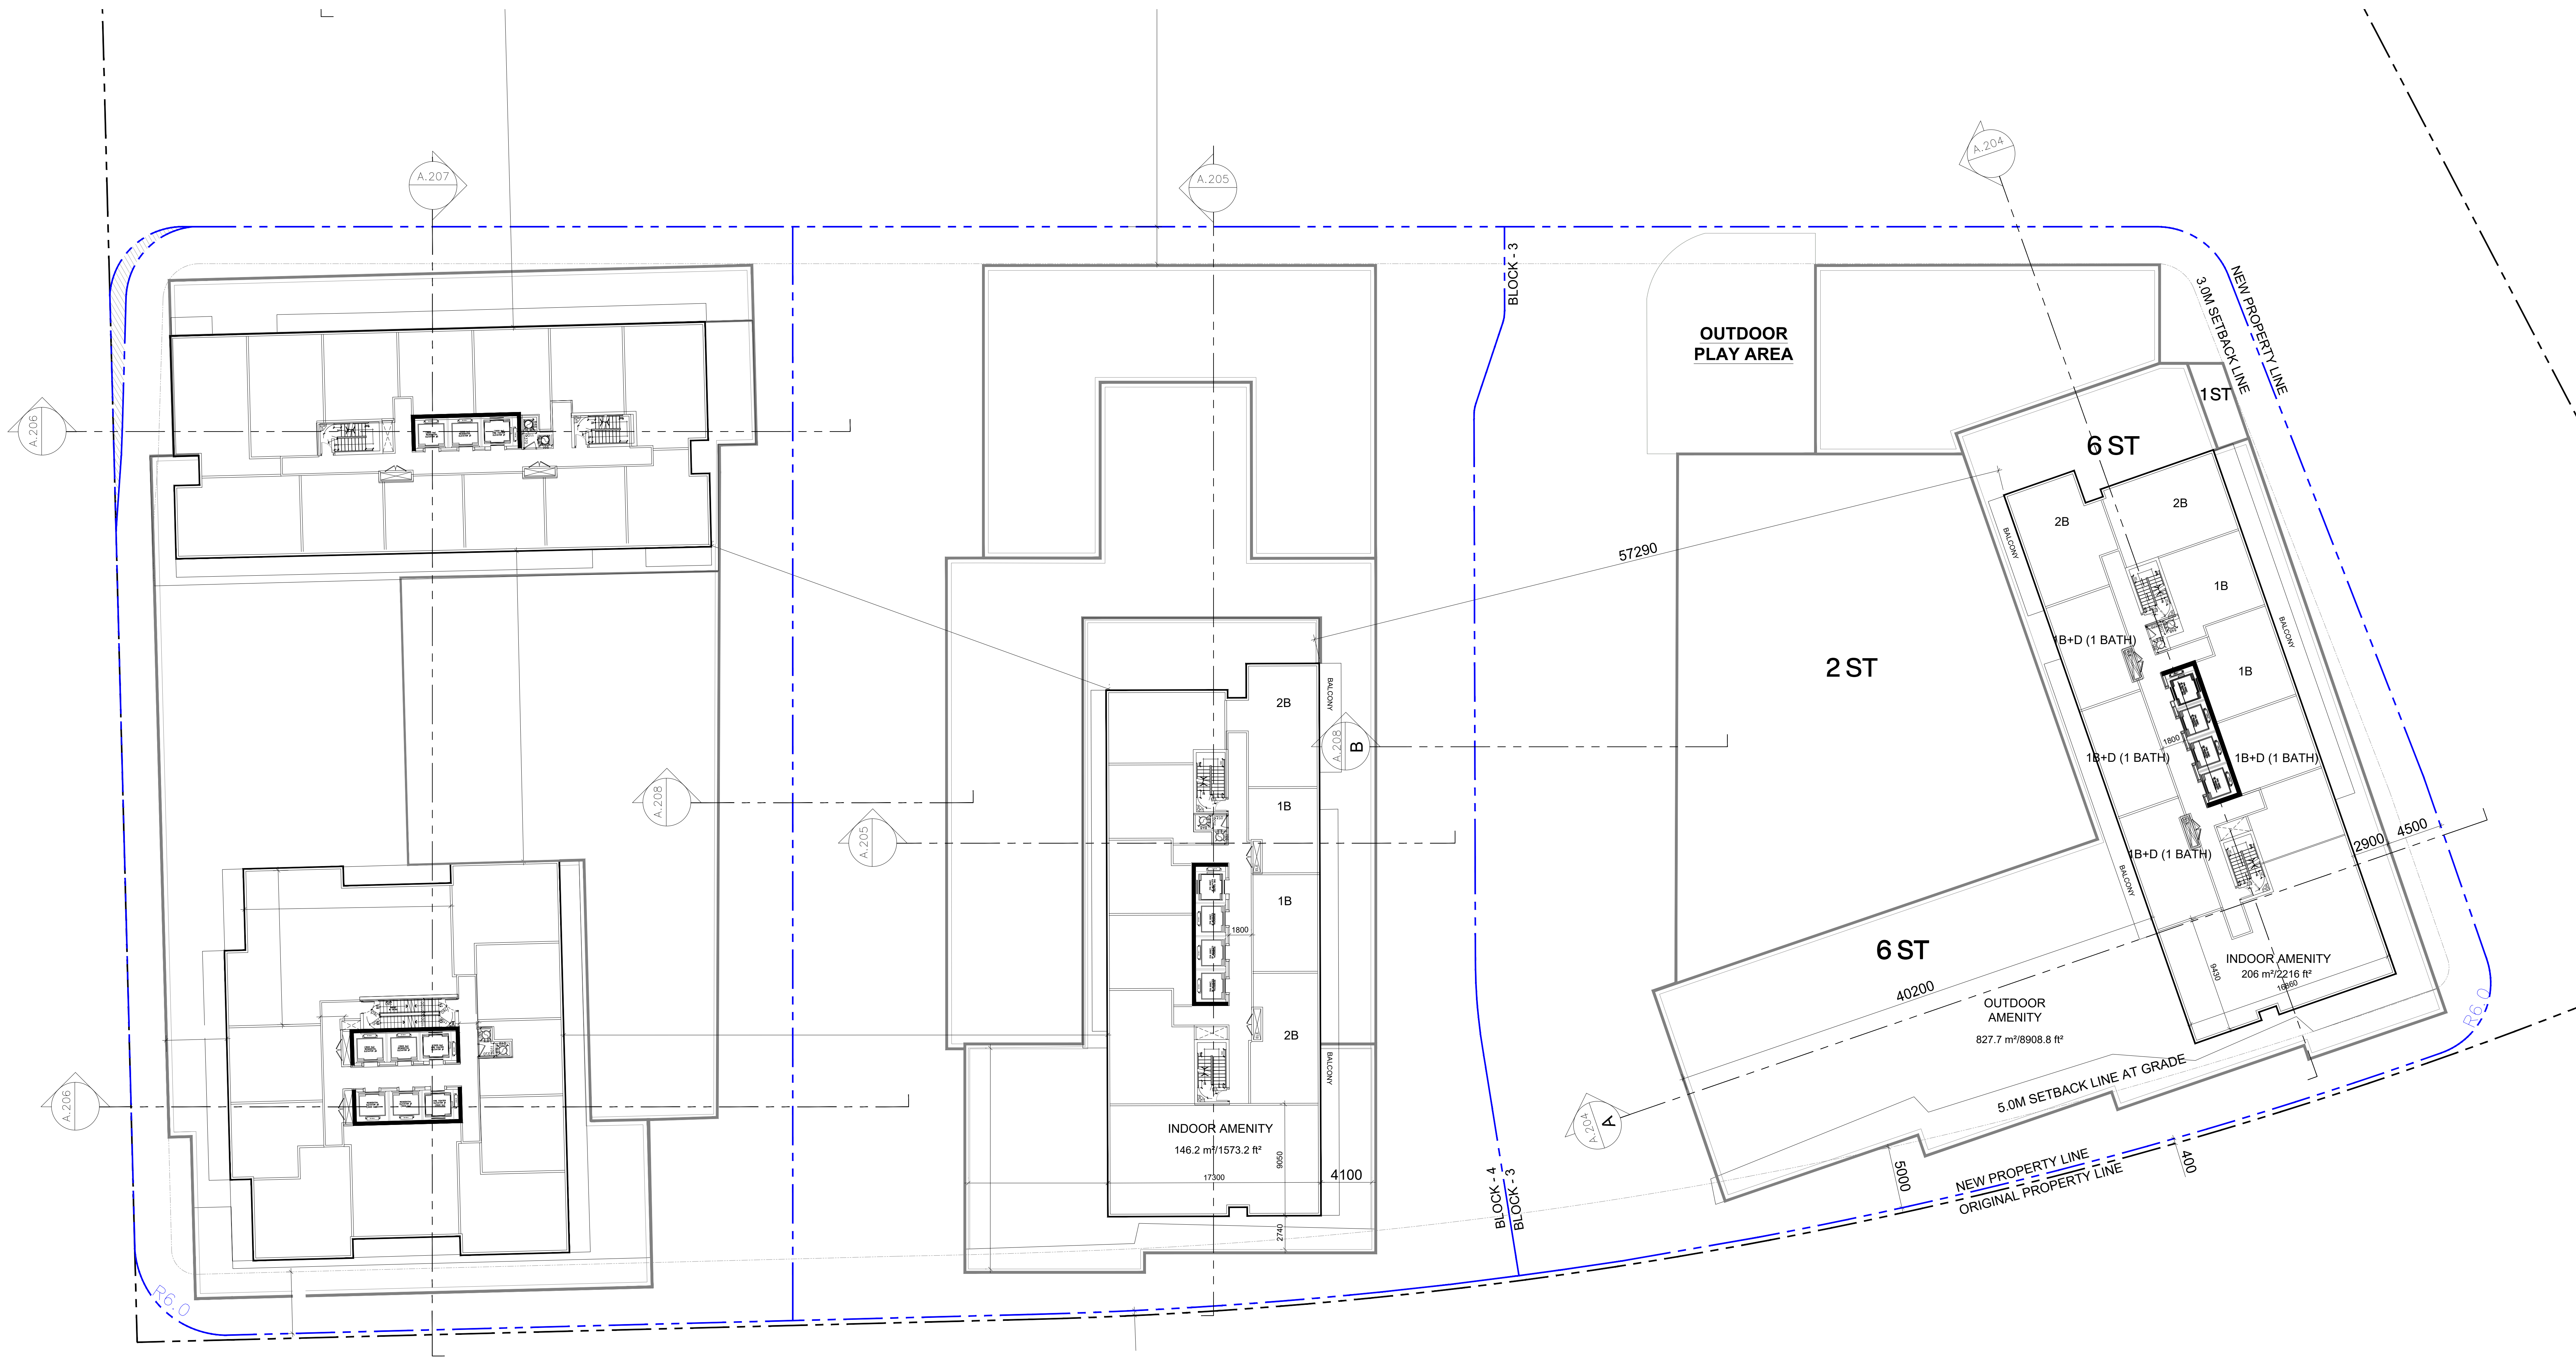 A.204
A.207
A.205
BLOCK - 3
NEW PROPERTY LINE
3.0M SETBACK LINE
OUTDOOR
PLAY AREA
1ST
A.206
6 ST
2B
2B
BALCONY
57290
1B
1B+D (1 BATH)
BALCONY
2 ST
1B
BALCONY
2B
1800
A.208
B
1B+D (1 BATH)
1B+D (1 BATH)
A.208
1B
A.205
4500
2900
1B+D (1 BATH)
BALCONY
1B
1800
6 ST
INDOOR AMENITY
206 m²/2216 ft²
9430
16860
40200
OUTDOOR
AMENITY
827.7 m²/8908.8 ft²
R6.0
2B
BALCONY
5.0M SETBACK LINE AT GRADE
A.206
A.204
A
INDOOR AMENITY
146.2 m²/1573.2 ft²
9050
17300
4100
BLOCK - 4
BLOCK - 3
5000
400
NEW PROPERTY LINE
ORIGINAL PROPERTY LINE
2740
R6.0